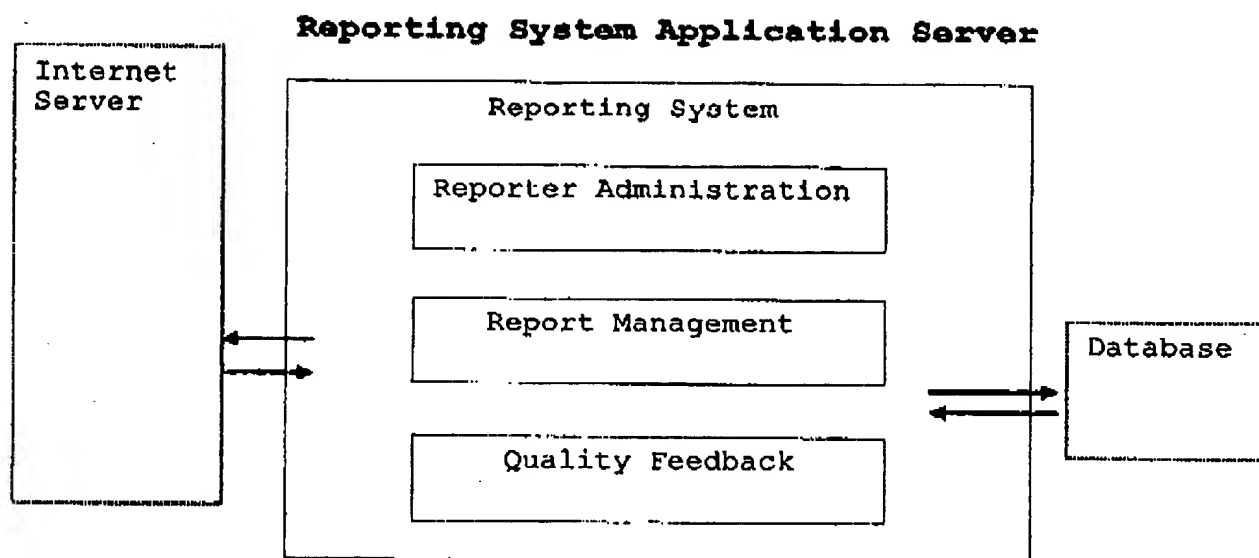 Reporting System Application Server
Internet
Server
Reporting System
Reporter Administration
Report Management
Database
Quality Feedback